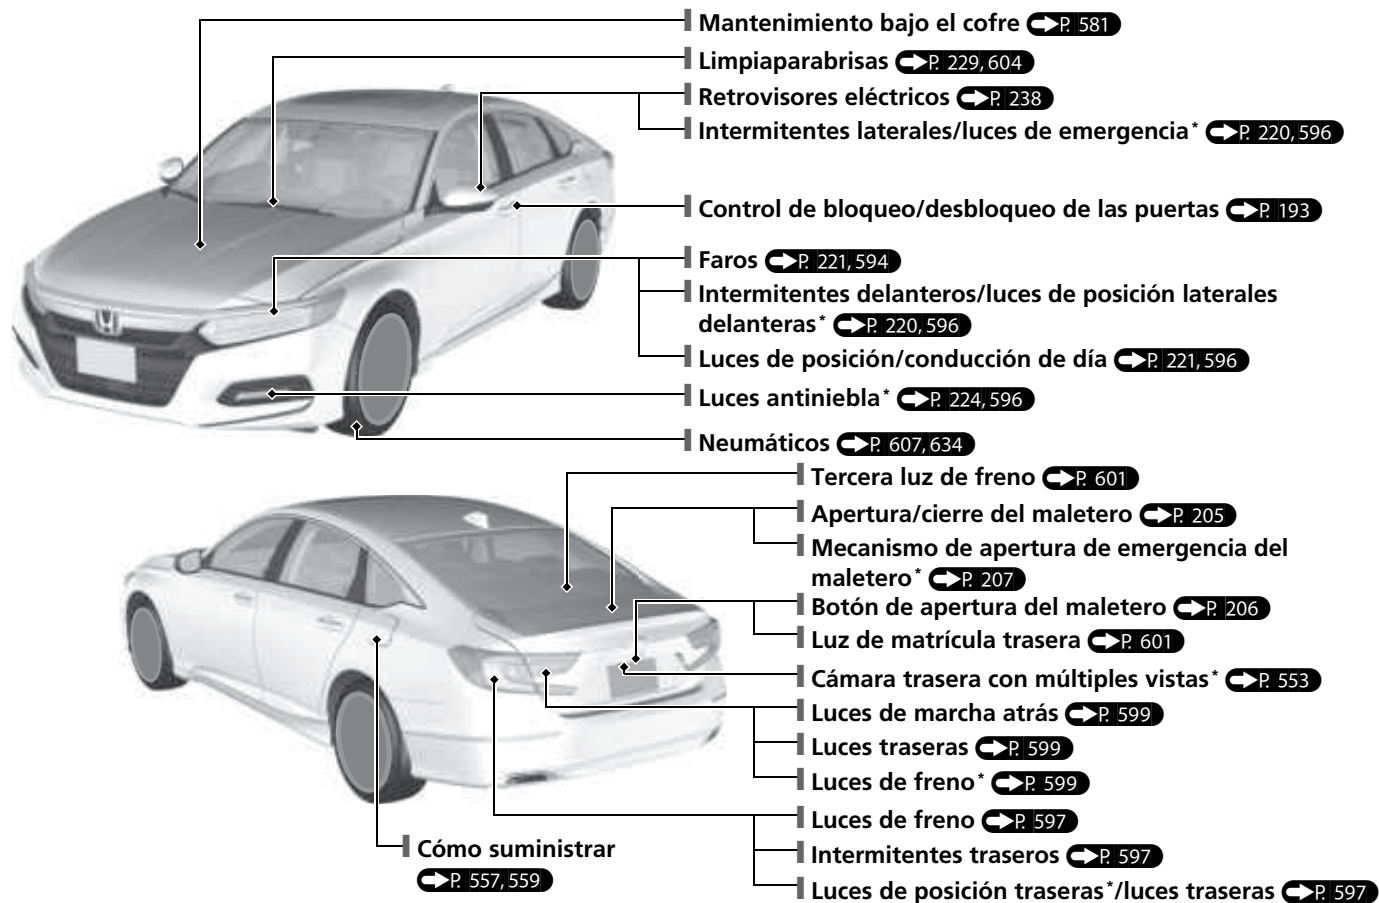 Mantenimiento bajo el cofre P. 581
Limpiaparabrisas P. 229, 604
Retrovisores eléctricos P. 238
Intermitentes laterales/luces de emergencia* P. 220, 596
Control de bloqueo/desbloqueo de las puertas P. 193
Faros P. 221, 594
Intermitentes delanteros/luces de posición laterales
delanteras* P. 220, 596
Luces de posición/conducción de día P. 221, 596
Luces antiniebla* P. 224, 596
Neumáticos P. 607, 634
Tercera luz de freno P. 601
Apertura/cierre del maletero P. 205
Mecanismo de apertura de emergencia del
maletero* P. 207
Botón de apertura del maletero P. 206
Luz de matrícula trasera P. 601
Cámara trasera con múltiples vistas* P. 553
Luces de marcha atrás P. 599
Luces traseras P. 599
Luces de freno* P. 599
Luces de freno P. 597
Intermitentes traseros P. 597
Luces de posición traseras*/luces traseras P. 597
Cómo suministrar
P. 557, 559